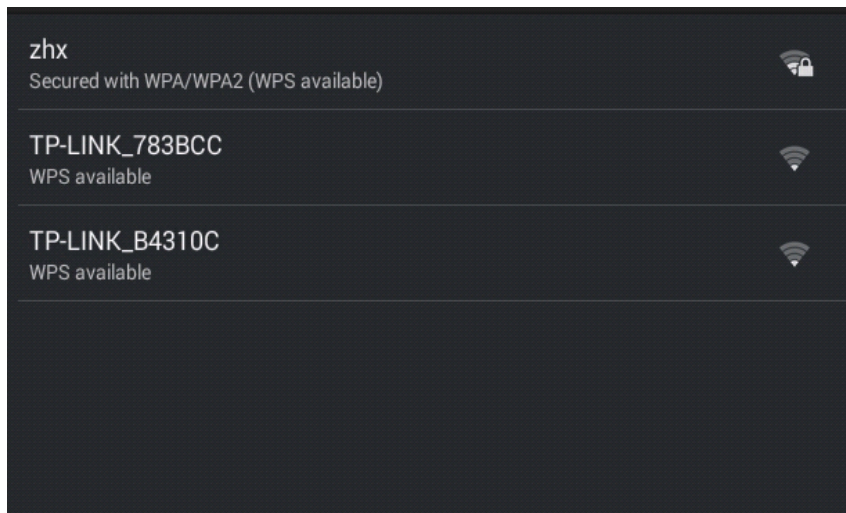 zhx
Secured with WPA/WPA2 (WPS available)
TP-LINK_783BCC
WPS available
TP-LINK_B4310C
WPS available